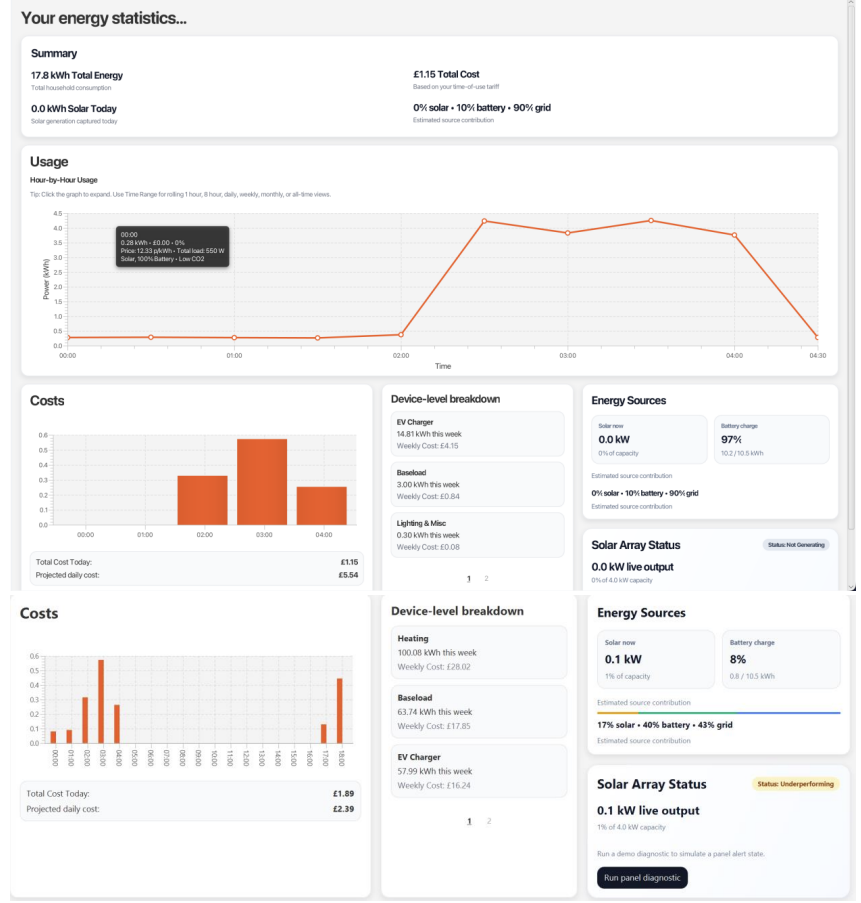 Your energy statistics...
Summary
17.8 kWh Total Energy
Total household consumption
£1.15 Total Cost
Based on your time-of-use tariff
0.0 kWh Solar Today
Solar generation captured today
0% solar • 10% battery • 90% grid
Estimated source contribution
Usage
Hour-by-Hour Usage
Tip: Click the graph to expand. Use Time Range for rolling 1 hour, 8 hour, daily, weekly, monthly, or all-time views.
4.5
4.0
3.5
3.0
2.5
2.0
1.5
1.0
0.5
0.0
Power (kWh)
00:00
0.28 kWh • £0.00 • 0%
Price: 12.33 p/kWh • Total load: 550 W
Solar, 100% Battery • Low CO2
00:00
01:00
02:00
03:00
04:00
04:30
Time
Costs
0.6
0.5
0.4
0.3
0.2
0.1
0.0
00:00
01:00
02:00
03:00
04:00
Total Cost Today: £1.15
Projected daily cost: £5.54
Device-level breakdown
EV Charger
14.81 kWh this week
Weekly Cost: £4.15
Baseload
3.00 kWh this week
Weekly Cost: £0.84
Lighting & Misc
0.30 kWh this week
Weekly Cost: £0.08
1 2
Energy Sources
Solar now
0.0 kW
0% of capacity
Battery charge
97%
10.2 / 10.5 kWh
Estimated source contribution
0% solar • 10% battery • 90% grid
Estimated source contribution
Solar Array Status
Status: Not Generating
0.0 kW live output
0% of 4.0 kW capacity
Costs
0.6
0.5
0.4
0.3
0.2
0.1
0.0
00:00
01:00
02:00
03:00
04:00
05:00
06:00
07:00
08:00
09:00
10:00
11:00
12:00
13:00
14:00
15:00
16:00
17:00
18:00
Total Cost Today: £1.89
Projected daily cost: £2.39
Device-level breakdown
Heating
100.08 kWh this week
Weekly Cost: £28.02
Baseload
63.74 kWh this week
Weekly Cost: £17.85
EV Charger
57.99 kWh this week
Weekly Cost: £16.24
1 2
Energy Sources
Solar now
0.1 kW
1% of capacity
Battery charge
8%
0.8 / 10.5 kWh
Estimated source contribution
17% solar • 40% battery • 43% grid
Estimated source contribution
Solar Array Status
Status: Underperforming
0.1 kW live output
1% of 4.0 kW capacity
Run a demo diagnostic to simulate a panel alert state.
Run panel diagnostic